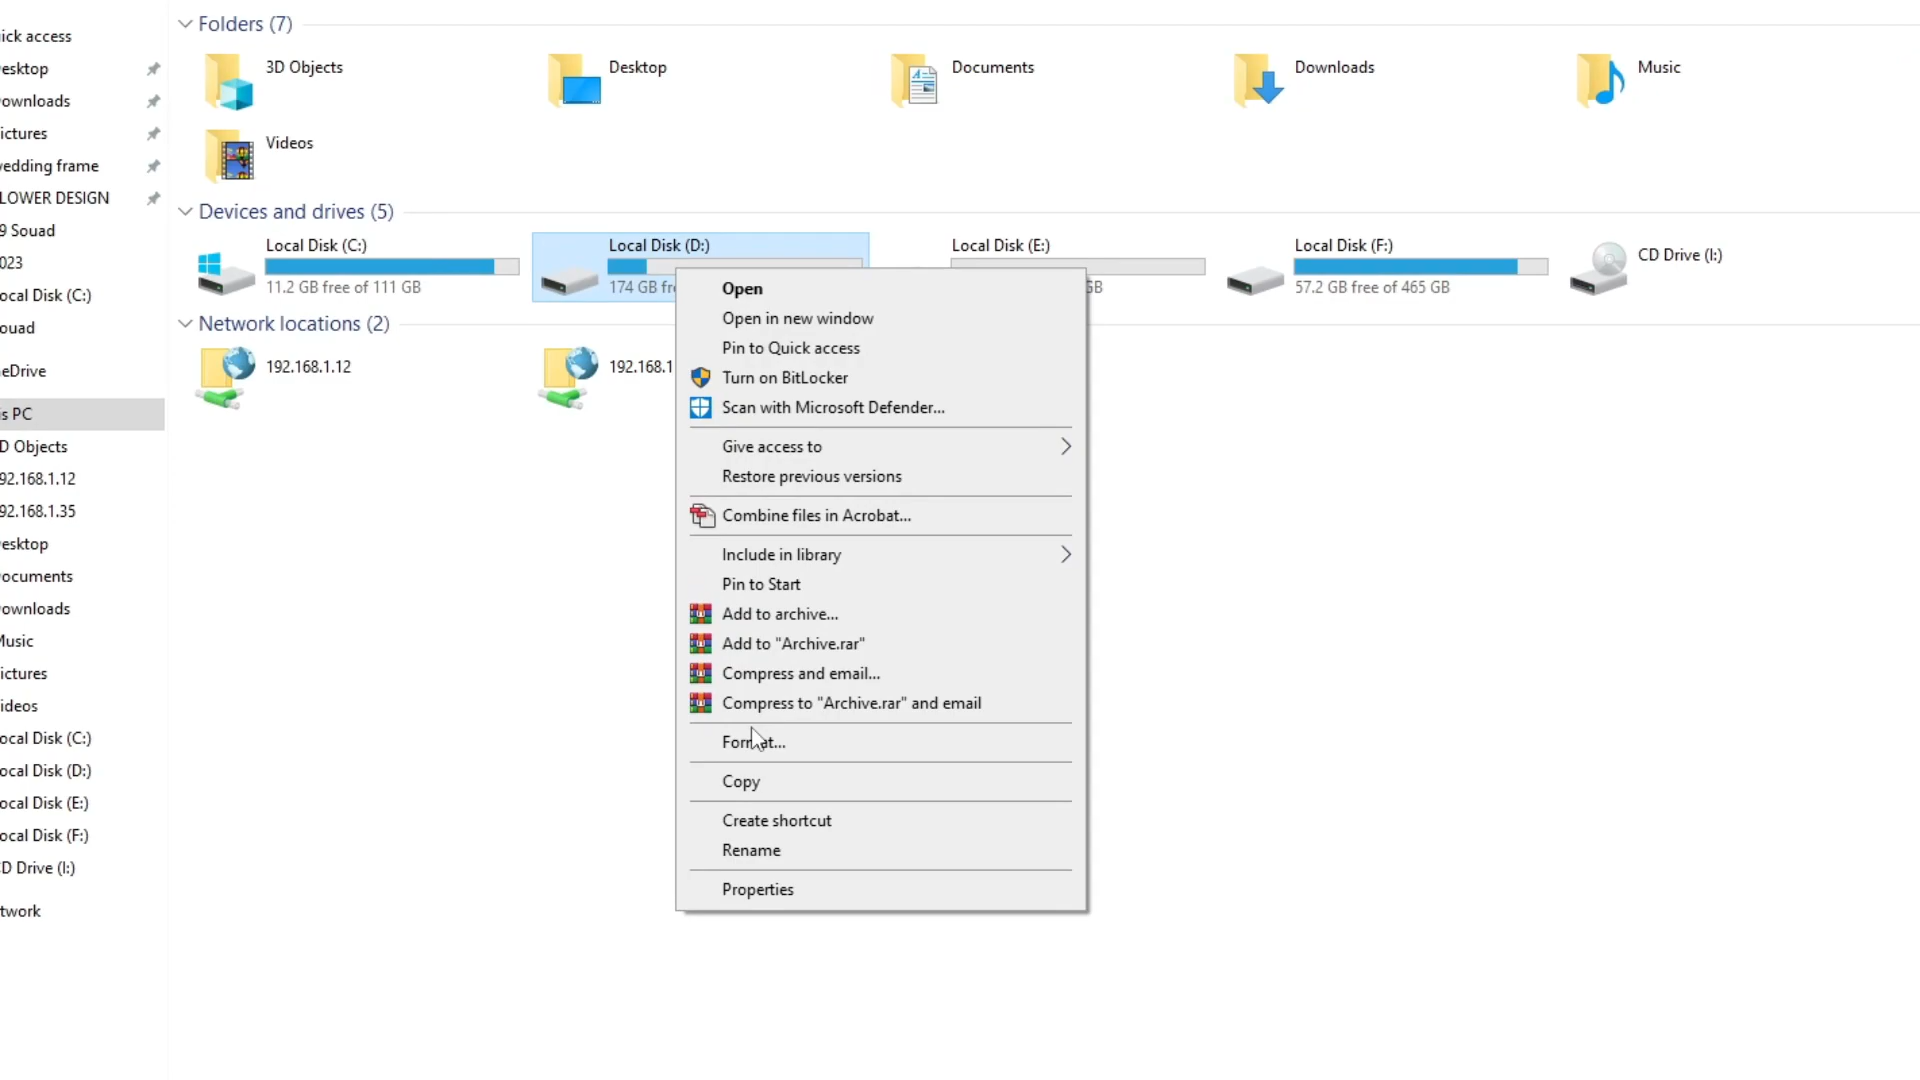 ick access
esktop
ownloads
ictures
vedding frame
LOWER DESIGN
9 Souad
023
ocal Disk (C:)
ouad
eDrive
is PC
D Objects
92.168.1.12
92.168.1.35
esktop
ocuments
ownloads
Music
ictures
ideos
ocal Disk (C:)
ocal Disk (D:)
ocal Disk (E:)
ocal Disk (F:)
CD Drive (I:)
twork
Folders (7)
3D Objects
Desktop
Documents
Downloads
Music
Videos
Devices and drives (5)
Local Disk (C:)
11.2 GB free of 111 GB
Local Disk (D:)
174 GB fre
Local Disk (E:)
GB
Local Disk (F:)
57.2 GB free of 465 GB
CD Drive (I:)
Network locations (2)
192.168.1.12
192.168.1
Open
Open in new window
Pin to Quick access
Turn on BitLocker
Scan with Microsoft Defender...
Give access to
Restore previous versions
Combine files in Acrobat...
Include in library
Pin to Start
Add to archive...
Add to "Archive.rar"
Compress and email...
Compress to "Archive.rar" and email
Format...
Copy
Create shortcut
Rename
Properties